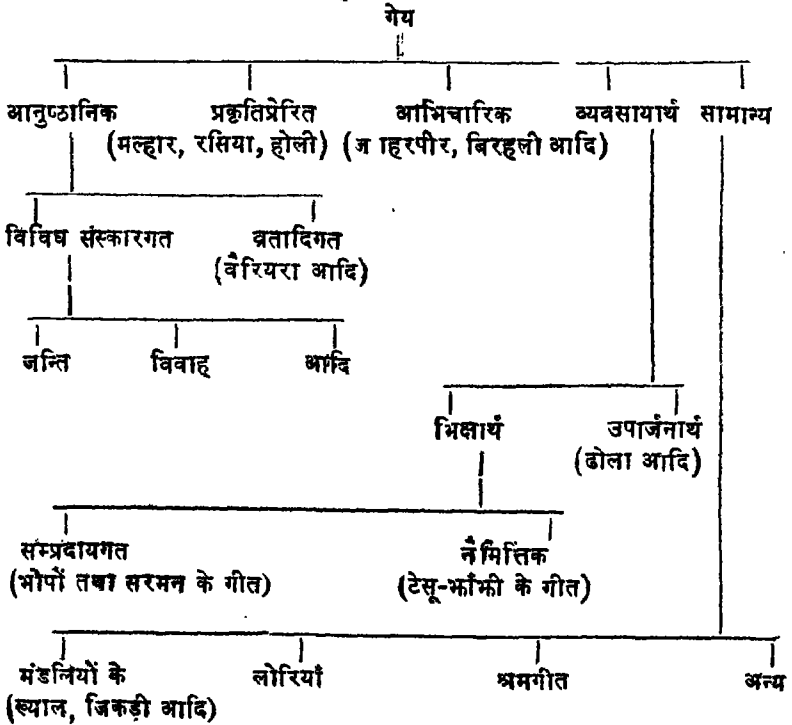 गेय
आनुष्ठानिक प्रकृतिप्रेरित आभिचारिक व्यवसायार्थ सामान्य
(मल्हार, रसिया, होली) (जाहरपीर, बिरहुली आदि)
विविध संस्कारगत व्रतादिगत
(वैरियरा आदि)
जन्ति विवाह आदि
भिक्षार्थ उपार्जनार्थ
(ढोला आदि)
सम्प्रदायगत नैमित्तिक
(भोपों तथा सरमन के गीत) (टेसू-झाँझी के गीत)
मंडलियों के लोरियाँ श्रमगीत अन्य
(ख्याल, जिकड़ी आदि)